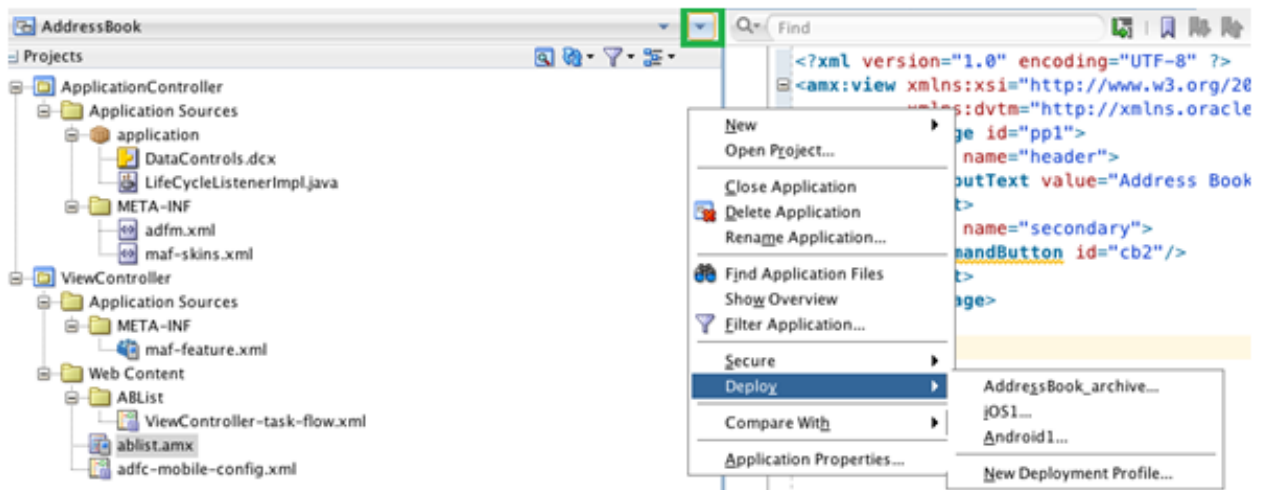 AddressBook
Find
Projects
ApplicationController
Application Sources
application
DataControls.dcx
LifeCycleListenerImpl.java
META-INF
adfm.xml
maf-skins.xml
ViewController
Application Sources
META-INF
maf-feature.xml
Web Content
ABList
ViewController-task-flow.xml
ablist.amx
adfc-mobile-config.xml
<?xml version="1.0" encoding="UTF-8" ?>
<amx:view xmlns:xsi="http://www.w3.org/20
xmlns:dvtm="http://xmlns.oracle
ge id="pp1">
name="header">
putText value="Address Book
t>
name="secondary">
mandButton id="cb2"/>
t>
age>
New
Open Project...
Close Application
Delete Application
Rename Application...
Find Application Files
Show Overview
Filter Application...
Secure
Deploy
Compare With
Application Properties...
AddressBook_archive...
iOS1...
Android1...
New Deployment Profile...